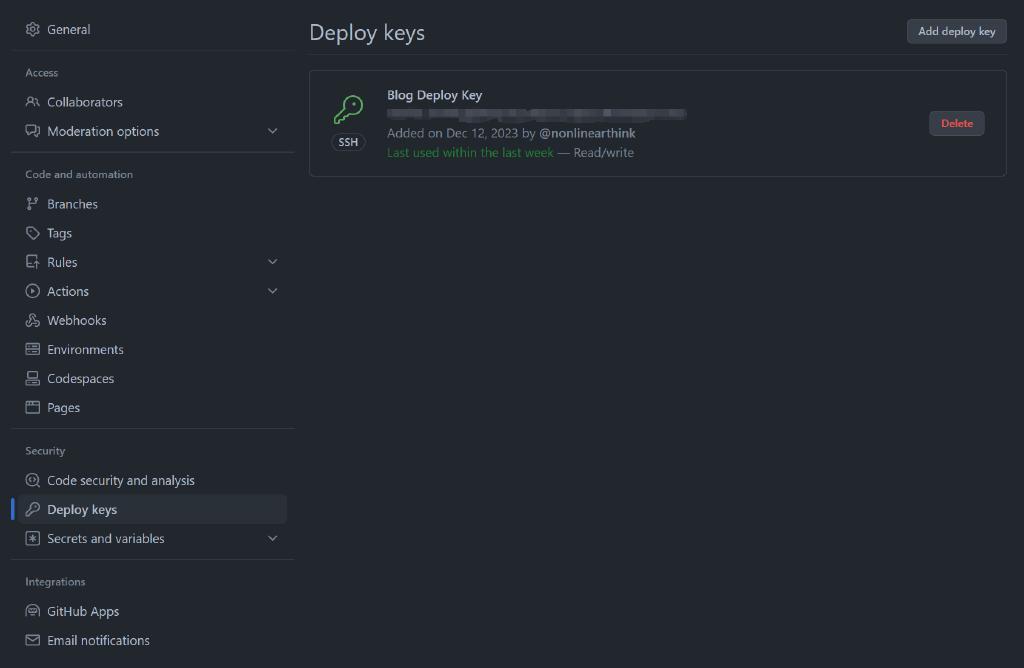 General
Access
Collaborators
Moderation options
Code and automation
Branches
Tags
Rules
Actions
Webhooks
Environments
Codespaces
Pages
Security
Code security and analysis
Deploy keys
Secrets and variables
Integrations
GitHub Apps
Email notifications
Deploy keys
Add deploy key
Blog Deploy Key
SSH
Added on Dec 12, 2023 by @nonlinearthink
Last used within the last week — Read/write
Delete